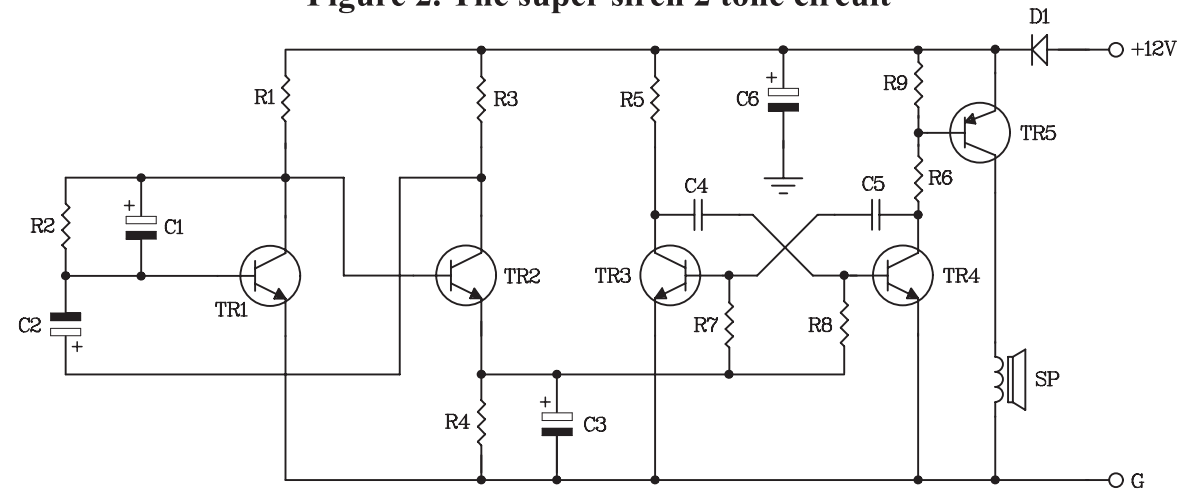 Figure 2. The super siren 2 tone circuit
D1
+12V
R1
R3
R5
C6
+
R9
TR5
R2
+
C1
C4
C5
R6
TR1
TR2
TR3
TR4
C2
+
R7
R8
SP
R4
+
C3
G